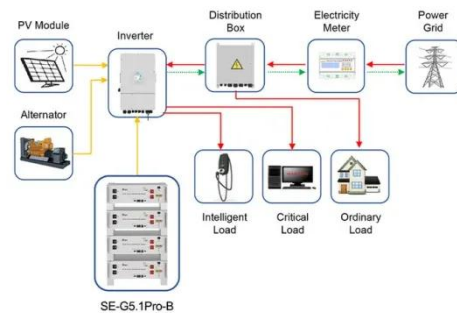 PV Module
Inverter
Distribution
Box
Electricity
Meter
Power
Grid
Alternator
Intelligent
Load
Critical
Load
Ordinary
Load
SE-G5.1Pro-B